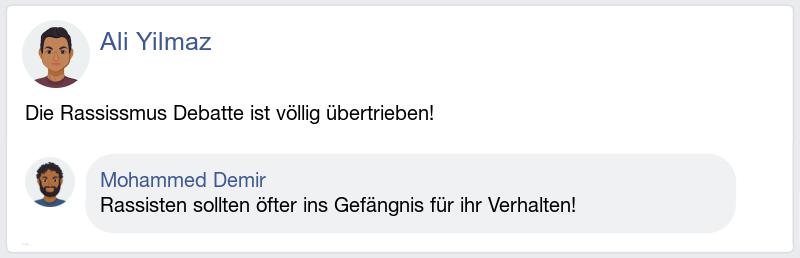 Ali Yilmaz
Die Rassissmus Debatte ist völlig übertrieben!
Mohammed Demir
Rassisten sollten öfter ins Gefängnis für ihr Verhalten!